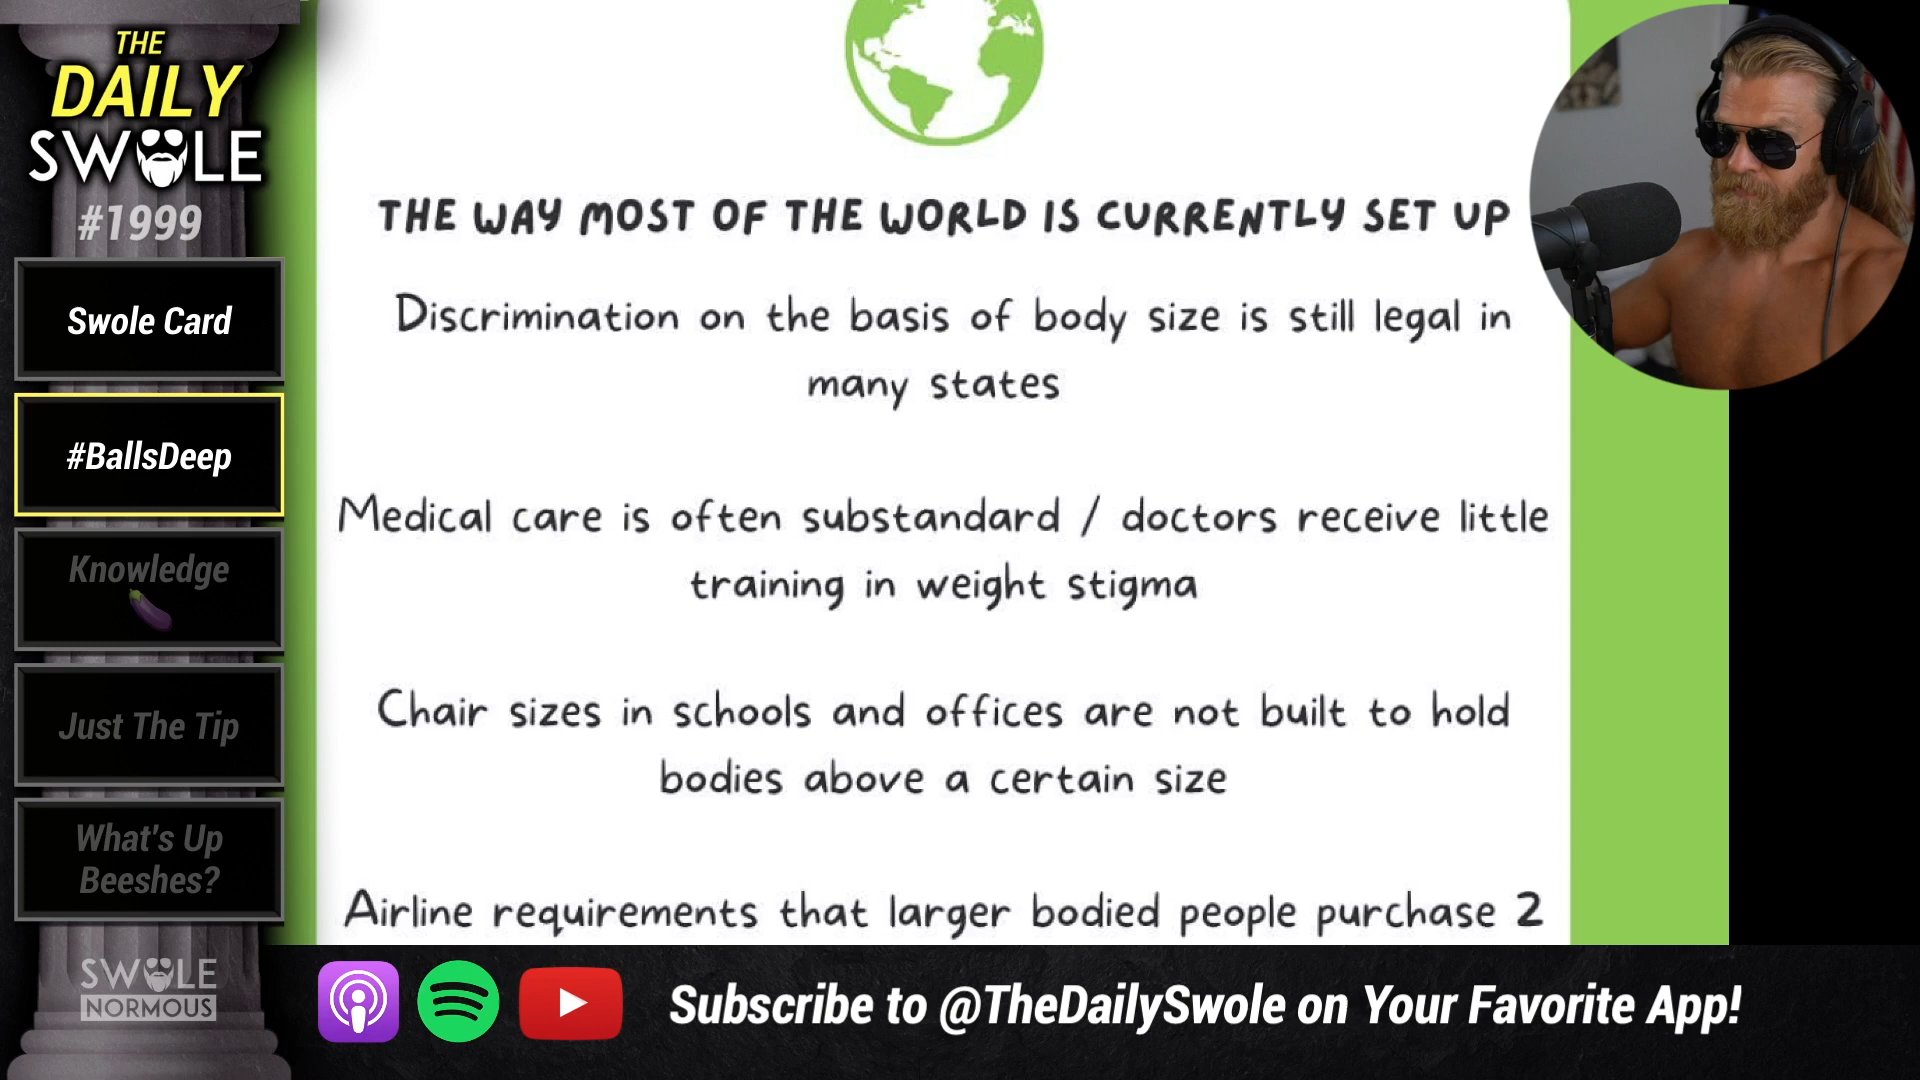 THE
DAILY
SWOLE
#1999
Swole Card
#BallsDeep
Knowledge
Just The Tip
What's Up
Beeshes?
SWOLE
NORMOUS
THE WAY MOST OF THE WORLD IS CURRENTLY SET UP
Discrimination on the basis of body size is still legal in
many states
Medical care is often substandard / doctors receive little
training in weight stigma
Chair sizes in schools and offices are not built to hold
bodies above a certain size
Airline requirements that larger bodied people purchase 2
Subscribe to @TheDailySwole on Your Favorite App!